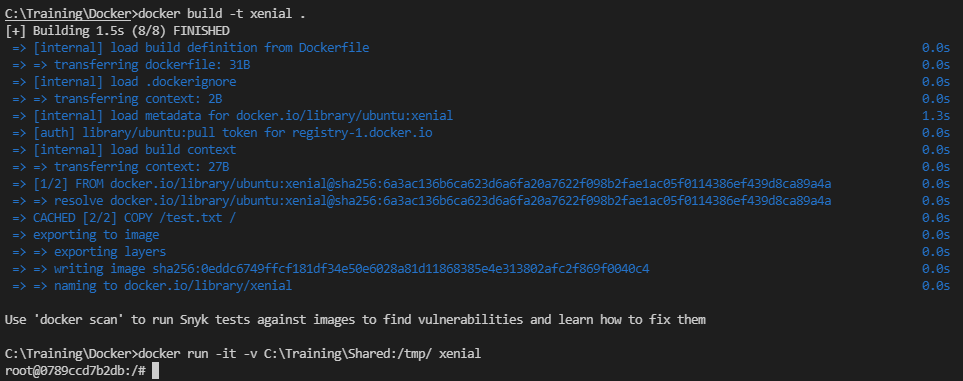 C:\Training\Docker>docker build -t xenial .
[+] Building 1.5s (8/8) FINISHED
=> [internal] load build definition from Dockerfile 0.0s
=> => transferring dockerfile: 31B 0.0s
=> [internal] load .dockerignore 0.0s
=> => transferring context: 2B 0.0s
=> [internal] load metadata for docker.io/library/ubuntu:xenial 1.3s
=> [auth] library/ubuntu:pull token for registry-1.docker.io 0.0s
=> [internal] load build context 0.0s
=> => transferring context: 27B 0.0s
=> [1/2] FROM docker.io/library/ubuntu:xenial@sha256:6a3ac136b6ca623d6a6fa20a7622f098b2fae1ac05f0114386ef439d8ca89a4a 0.0s
=> => resolve docker.io/library/ubuntu:xenial@sha256:6a3ac136b6ca623d6a6fa20a7622f098b2fae1ac05f0114386ef439d8ca89a4a 0.0s
=> CACHED [2/2] COPY /test.txt / 0.0s
=> exporting to image 0.0s
=> => exporting layers 0.0s
=> => writing image sha256:0eddc6749ffcf181df34e50e6028a81d11868385e4e313802afc2f869f0040c4 0.0s
=> => naming to docker.io/library/xenial 0.0s
Use 'docker scan' to run Snyk tests against images to find vulnerabilities and learn how to fix them
C:\Training\Docker>docker run -it -v C:\Training\Shared:/tmp/ xenial
root@0789ccd7b2db:/#